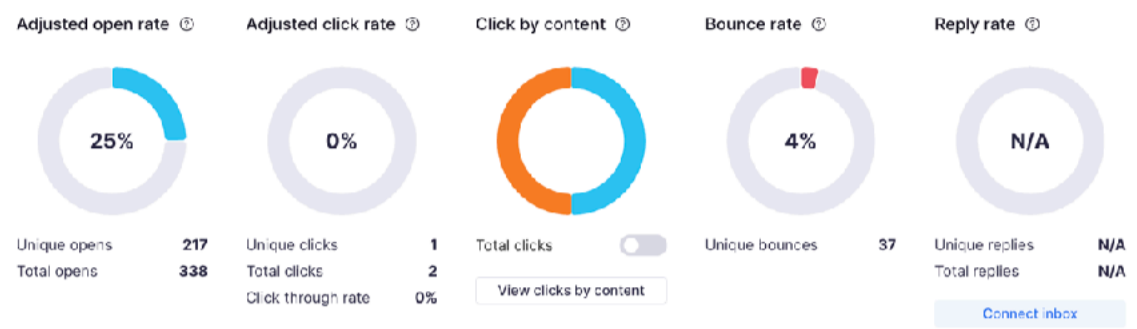 Adjusted open rate
25%
Unique opens 217
Total opens 338
Adjusted click rate
0%
Unique clicks 1
Total clicks 2
Click through rate 0%
Click by content
Total clicks
View clicks by content
Bounce rate
4%
Unique bounces 37
Reply rate
N/A
Unique replies N/A
Total replies N/A
Connect inbox